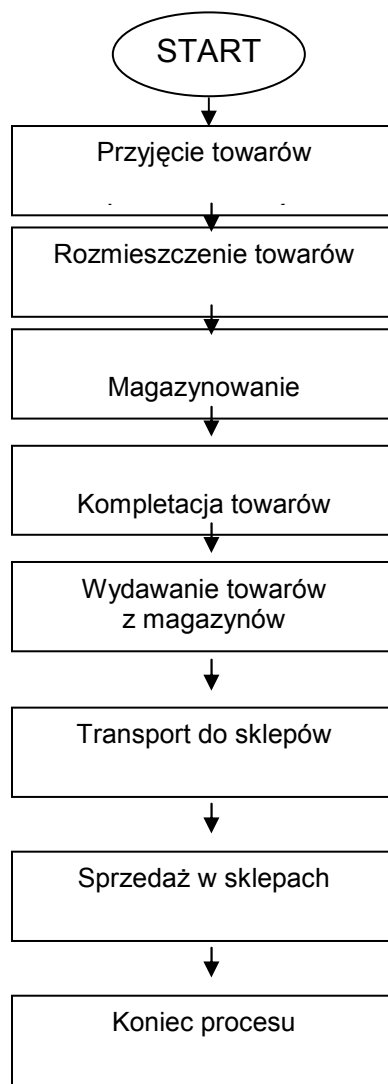 START
Przyjęcie towarów
Rozmieszczenie towarów
Magazynowanie
Kompletacja towarów
Wydawanie towarów
z magazynów
Transport do sklepów
Sprzedaż w sklepach
Koniec procesu